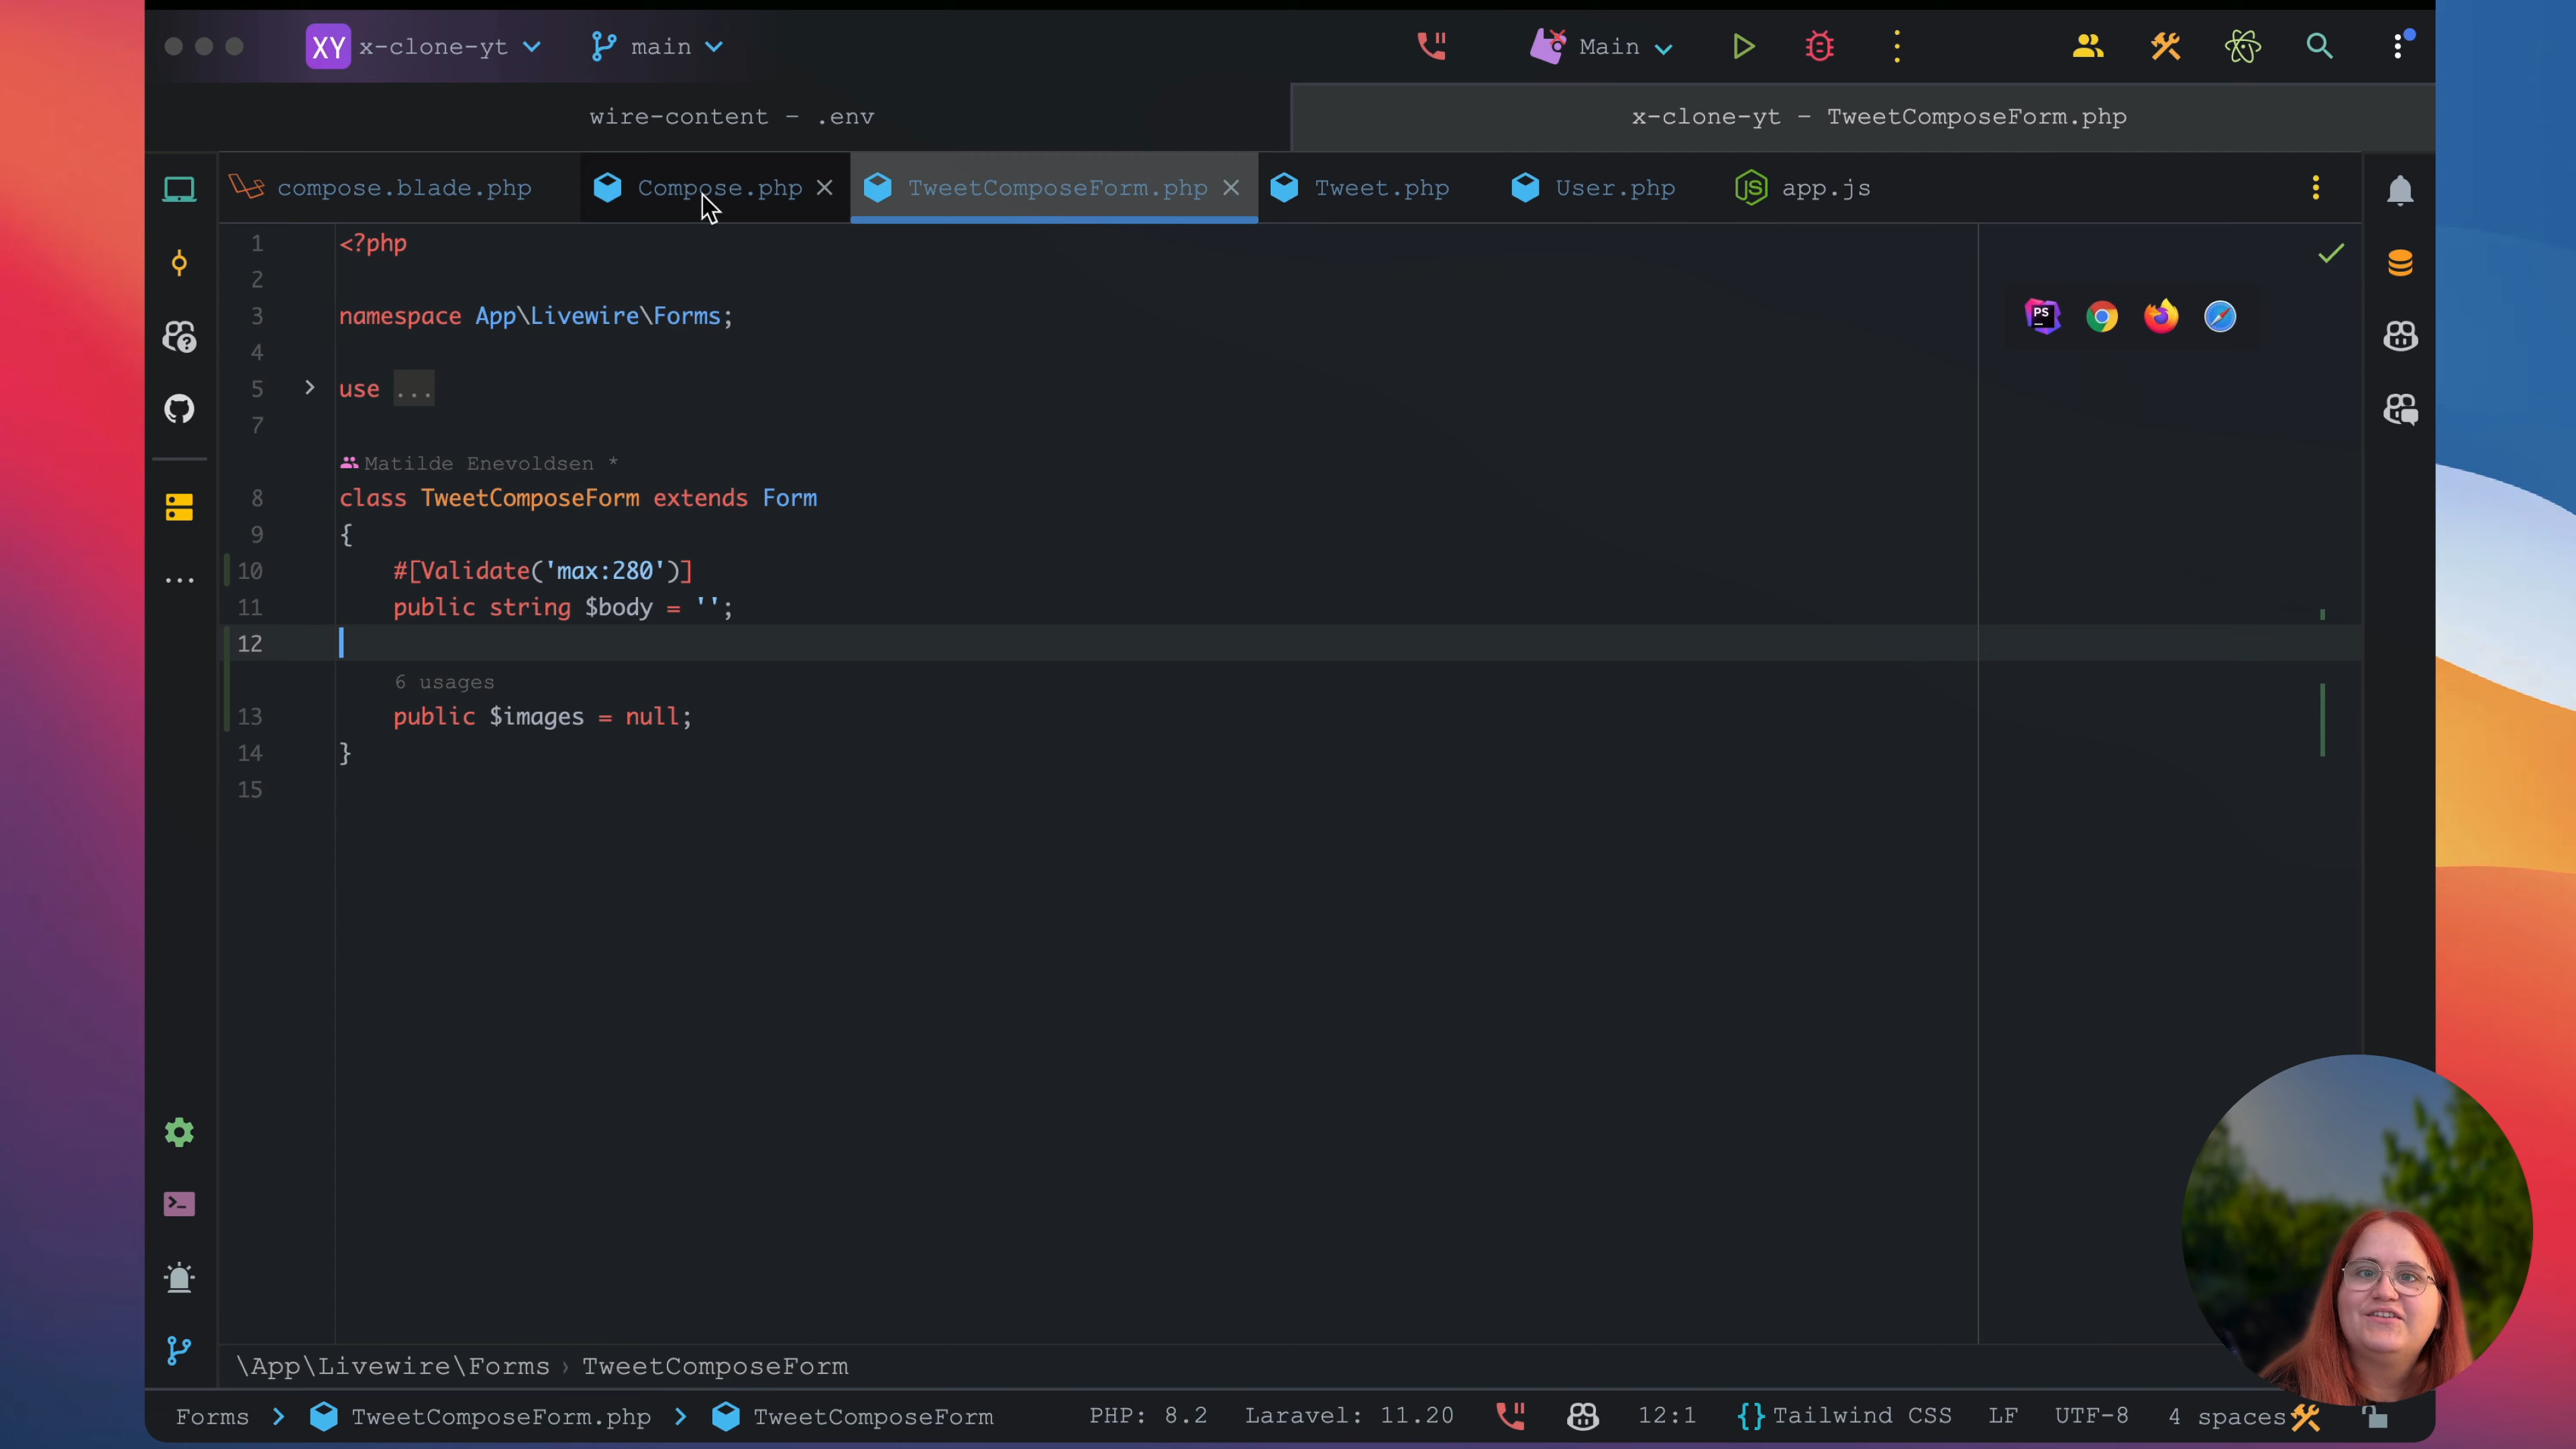 XY x-clone-yt main Main
wire-content – .env x-clone-yt – TweetComposeForm.php
compose.blade.php Compose.php TweetComposeForm.php Tweet.php User.php JS app.js
1 <?php
2
3 namespace App\Livewire\Forms;
4
5 use ...
7
Matilde Enevoldsen *
8 class TweetComposeForm extends Form
9 {
10 #[Validate('max:280')]
11 public string $body = '';
12
6 usages
13 public $images = null;
14 }
15
PS
\App\Livewire\Forms › TweetComposeForm
Forms > TweetComposeForm.php > TweetComposeForm PHP: 8.2 Laravel: 11.20 12:1 {} Tailwind CSS LF UTF-8 4 spaces